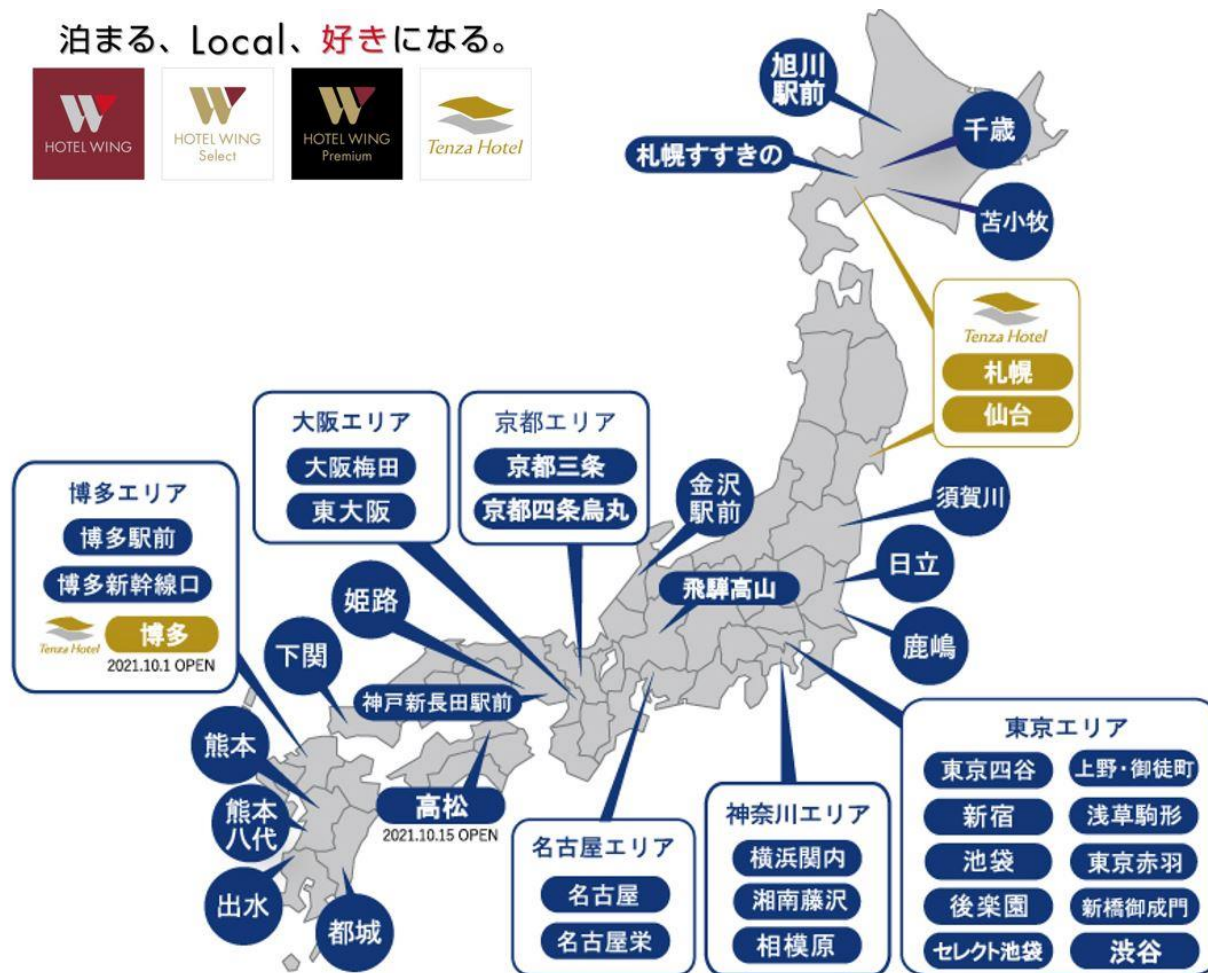 泊まる、Local、好きになる。
HOTEL WING
HOTEL WING
Select
HOTEL WING
Premium
Tenza Hotel
旭川
駅前
千歳
札幌すすきの
苫小牧
Tenza Hotel
札幌
仙台
大阪エリア
大阪梅田
東大阪
京都エリア
京都三条
京都四条烏丸
金沢
駅前
須賀川
博多エリア
博多駅前
博多新幹線口
Tenza Hotel
博多
2021.10.1 OPEN
日立
飛騨高山
姫路
鹿嶋
下関
神戸新長田駅前
熊本
熊本
八代
高松
2021.10.15 OPEN
出水
都城
名古屋エリア
名古屋
名古屋栄
神奈川エリア
横浜関内
湘南藤沢
相模原
東京エリア
東京四谷
上野・御徒町
新宿
浅草駒形
池袋
東京赤羽
後楽園
新橋御成門
セレクト池袋
渋谷